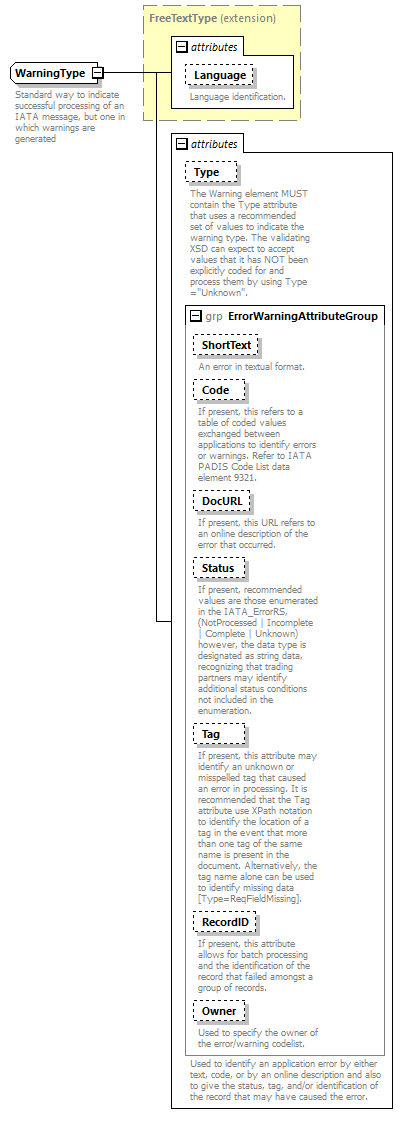 FreeTextType (extension)
attributes
WarningType
Standard way to indicate
successful processing of an
IATA message, but one in
which warnings are
generated
Language
Language identification.
attributes
Type
The Warning element MUST
contain the Type attribute
that uses a recommended
set of values to indicate the
warning type. The validating
XSD can expect to accept
values that it has NOT been
explicitly coded for and
process them by using Type
="Unknown".
grp ErrorWarningAttributeGroup
ShortText
An error in textual format.
Code
If present, this refers to a
table of coded values
exchanged between
applications to identify errors
or warnings. Refer to IATA
PADIS Code List data
element 9321.
DocURL
If present, this URL refers to
an online description of the
error that occurred.
Status
If present, recommended
values are those enumerated
in the IATA_ErrorRS,
(NotProcessed | Incomplete
| Complete | Unknown)
however, the data type is
designated as string data,
recognizing that trading
partners may identify
additional status conditions
not included in the
enumeration.
Tag
If present, this attribute may
identify an unknown or
misspelled tag that caused
an error in processing. It is
recommended that the Tag
attribute use XPath notation
to identify the location of a
tag in the event that more
than one tag of the same
name is present in the
document. Alternatively, the
tag name alone can be used
to identify missing data
[Type=ReqFieldMissing].
RecordID
If present, this attribute
allows for batch processing
and the identification of the
record that failed amongst a
group of records.
Owner
Used to specify the owner of
the error/warning codelist.
Used to identify an application error by either
text, code, or by an online description and also
to give the status, tag, and/or identification of
the record that may have caused the error.